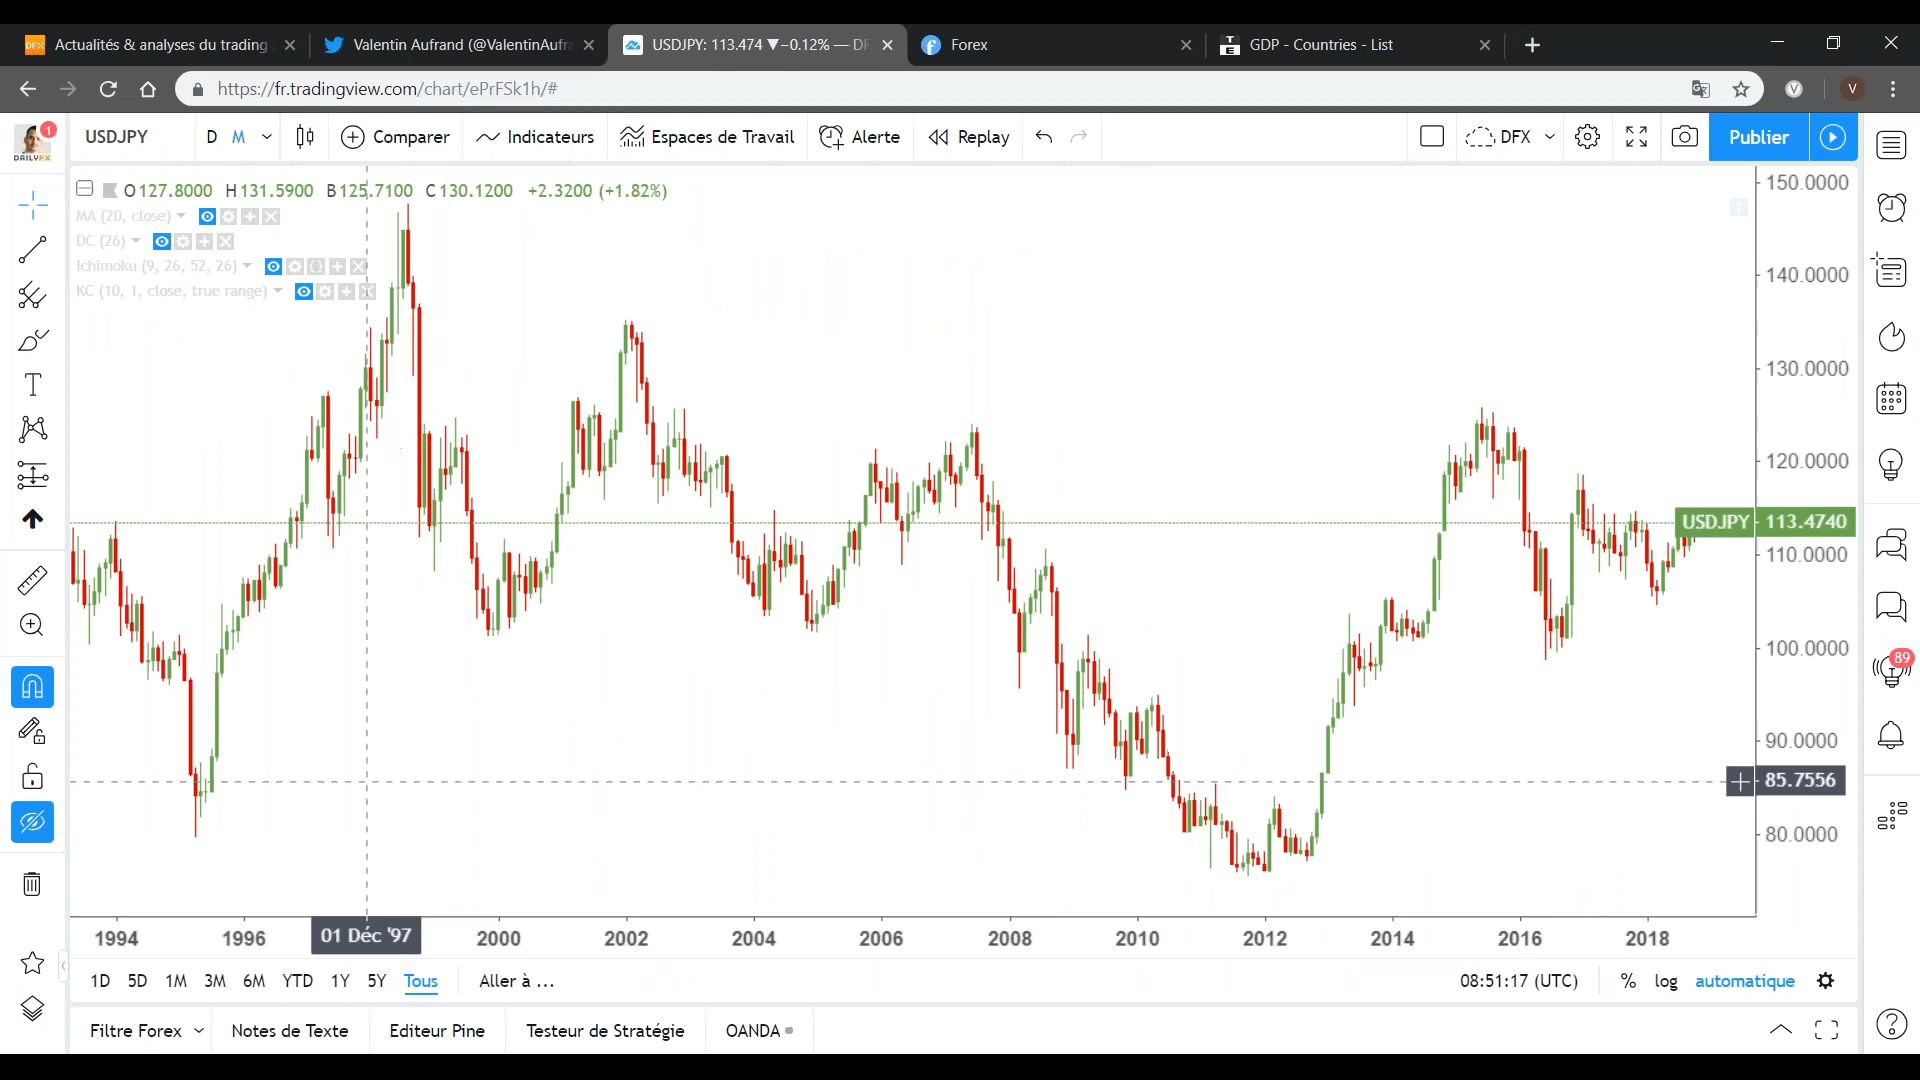 Actualités & analyses du trading
Valentin Aufrand (@ValentinAufra
USDJPY: 113.474 ▼−0.12% — DF
Forex
GDP - Countries - List
https://fr.tradingview.com/chart/ePrFSk1h/#
V
1
DAILYFX
USDJPY
D M
Comparer
Indicateurs
Espaces de Travail
Alerte
Replay
DFX
Publier
O127.8000 H131.5900 B125.7100 C130.1200 +2.3200 (+1.82%)
MA (20, close)
DC (26)
Ichimoku (9, 26, 52, 26)
KC (10, 1, close, true range)
150.0000
140.0000
130.0000
120.0000
USDJPY 113.4740
110.0000
100.0000
90.0000
85.7556
80.0000
89
1994 1996 01 Déc '97 2000 2002 2004 2006 2008 2010 2012 2014 2016 2018
1D 5D 1M 3M 6M YTD 1Y 5Y Tous Aller à ... 08:51:17 (UTC) % log automatique
Filtre Forex Notes de Texte Editeur Pine Testeur de Stratégie OANDA